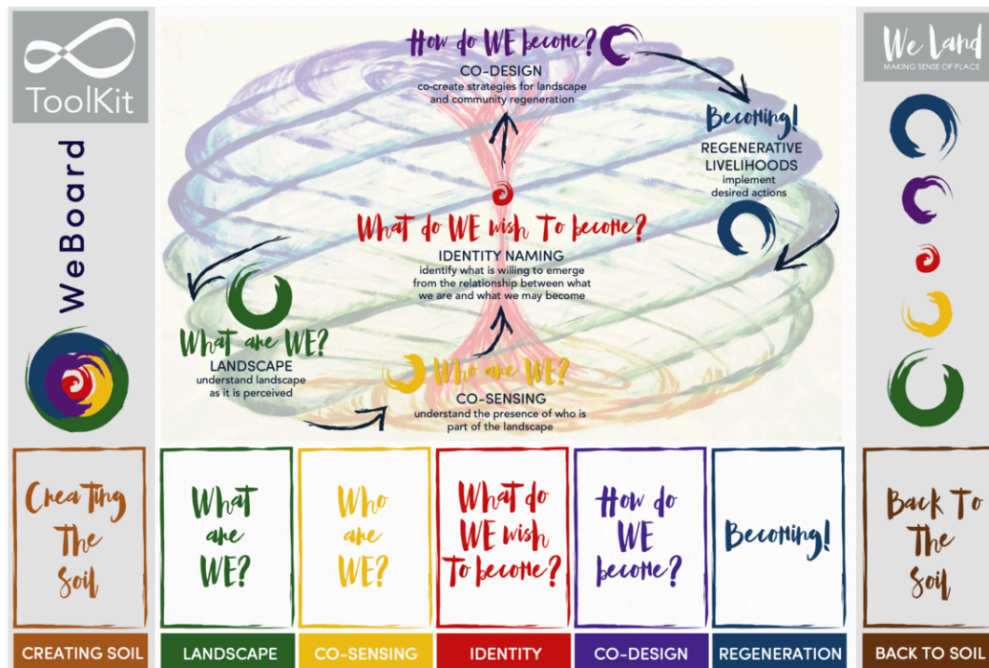 ToolKit
WeBoard
How do WE become?
CO-DESIGN
co-create strategies for landscape
and community regeneration
Becoming!
REGENERATIVE
LIVELIHOODS
implement
desired actions
What do WE wish To become?
IDENTITY NAMING
identify what is willing to emerge
from the relationship between what
we are and what we may become
What are WE?
LANDSCAPE
understand landscape
as it is perceived
Who are WE?
CO-SENSING
understand the presence of who is
part of the landscape
We Land
MAKING SENSE OF PLACE
Creating
The
Soil
What
are
WE?
Who
are
WE?
What do
WE wish
To become?
How do
WE
become?
Becoming!
Back To
The
Soil
CREATING SOIL
LANDSCAPE
CO-SENSING
IDENTITY
CO-DESIGN
REGENERATION
BACK TO SOIL